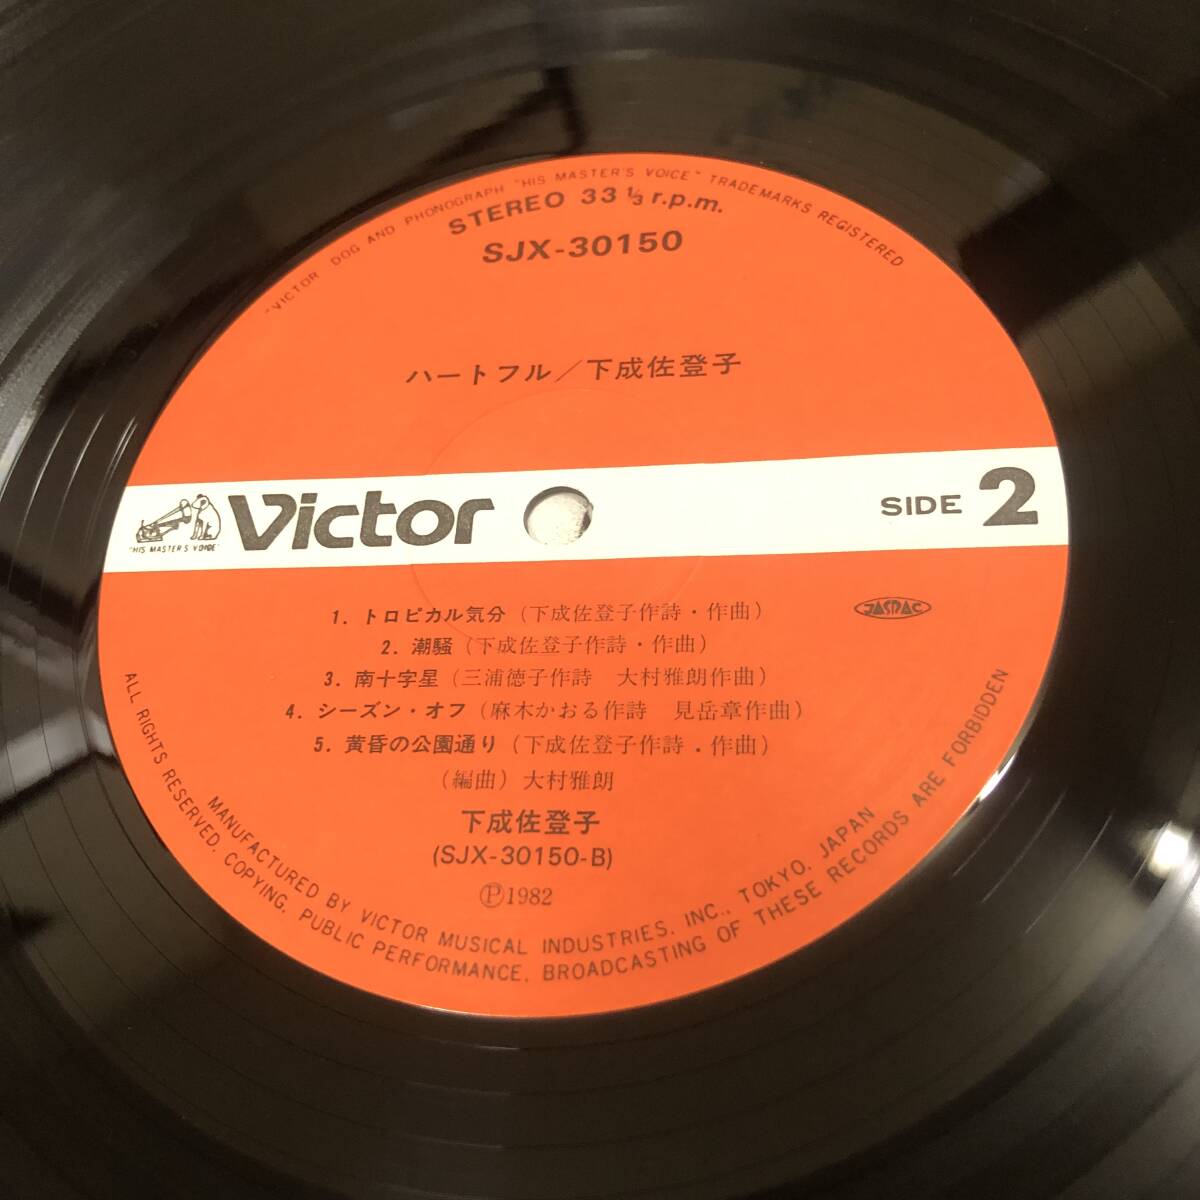 "VICTOR DOG AND PHONOGRAPH "HIS MASTER'S VOICE" TRADEMARKS REGISTERED
STEREO 33 ⅓ r.p.m.
SJX-30150
ハートフル／下成佐登子
"HIS MASTER'S VOICE"
Victor
SIDE 2
JASRAC
1. トロピカル気分（下成佐登子作詩・作曲）
2. 潮騒（下成佐登子作詩・作曲）
3. 南十字星（三浦徳子作詩　大村雅朗作曲）
4. シーズン・オフ（麻木かおる作詩　見岳章作曲）
5. 黄昏の公園通り（下成佐登子作詩・作曲）
（編曲）大村雅朗
下成佐登子
(SJX-30150-B)
Ⓟ1982
MANUFACTURED BY VICTOR MUSICAL INDUSTRIES, INC., TOKYO, JAPAN
ALL RIGHTS RESERVED. COPYING, PUBLIC PERFORMANCE, BROADCASTING OF THESE RECORDS ARE FORBIDDEN